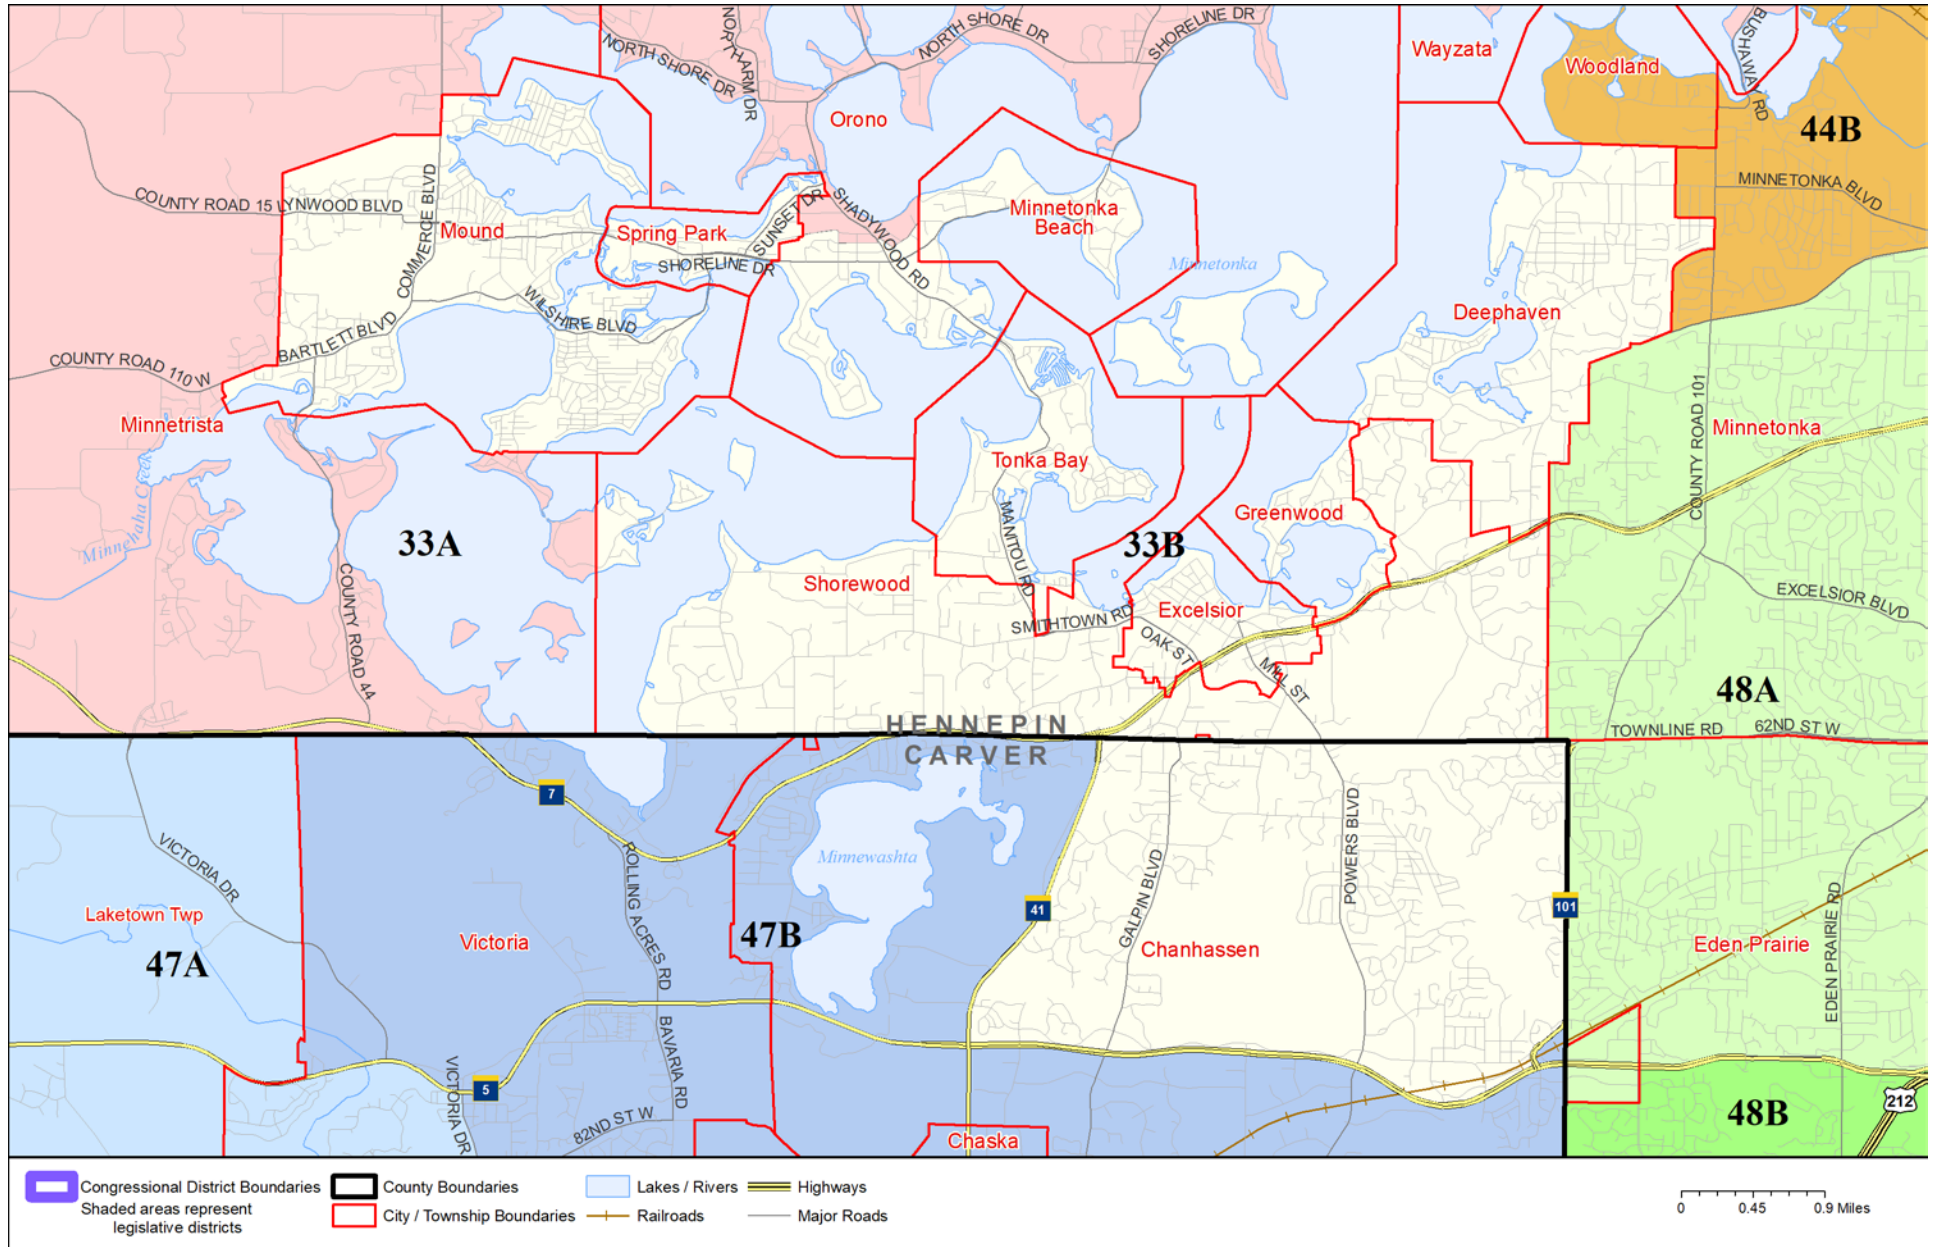 NORTH SHORE DR
NORTH ARM DR
NORTH SHORE DR
SHORELINE DR
Wayzata
Woodland
BUSHAWAY RD
Orono
44B
COUNTY ROAD 15
LYNWOOD BLVD
COMMERCE BLVD
Mound
Spring Park
SUNSET DR
SHADYWOOD RD
Minnetonka
Beach
MINNETONKA BLVD
SHORELINE DR
Minnetonka
WILSHIRE BLVD
Deephaven
BARTLETT BLVD
COUNTY ROAD 110 W
Minnetrista
COUNTY ROAD 101
Minnetonka
Minnehaha Creek
Tonka Bay
MANITOU RD
Greenwood
33A
33B
COUNTY ROAD 44
Shorewood
SMITHTOWN RD
Excelsior
OAK ST
MILL ST
EXCELSIOR BLVD
48A
HENNEPIN
CARVER
TOWNLINE RD
62ND ST W
7
VICTORIA DR
ROLLING ACRES RD
Minnewashta
GALPIN BLVD
POWERS BLVD
41
101
Laketown Twp
47A
Victoria
47B
Chanhassen
Eden Prairie
EDEN PRAIRIE RD
BAVARIA RD
VICTORIA DR
5
82ND ST W
Chaska
48B
212
Congressional District Boundaries
Shaded areas represent
legislative districts
County Boundaries
City / Township Boundaries
Lakes / Rivers
Railroads
Highways
Major Roads
0 0.45 0.9 Miles